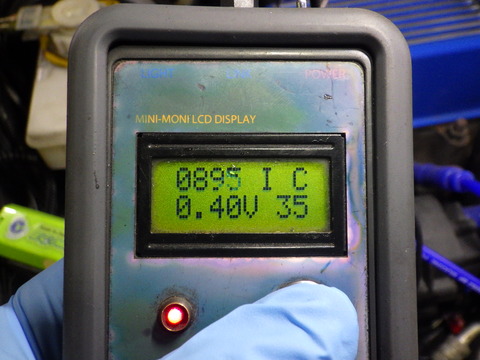 POWER
MINI-MONI LCD DISPLAY
0895 I C
0.40V 35